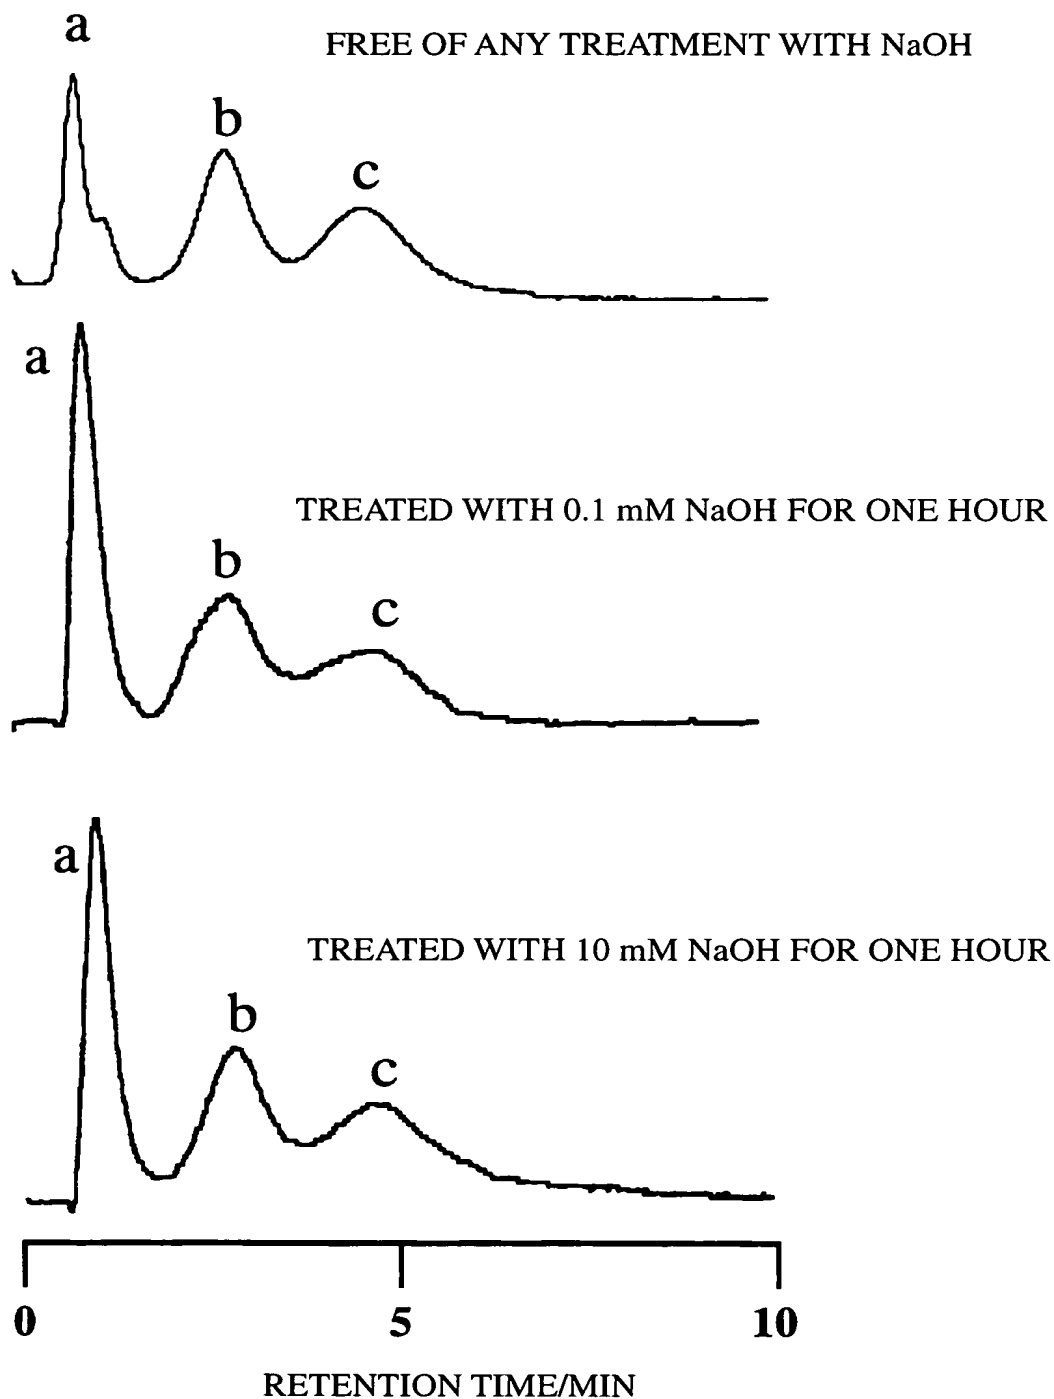 a
FREE OF ANY TREATMENT WITH NaOH
b
c
a
TREATED WITH 0.1 mM NaOH FOR ONE HOUR
b
c
a
TREATED WITH 10 mM NaOH FOR ONE HOUR
b
c
0 5 10
RETENTION TIME/MIN